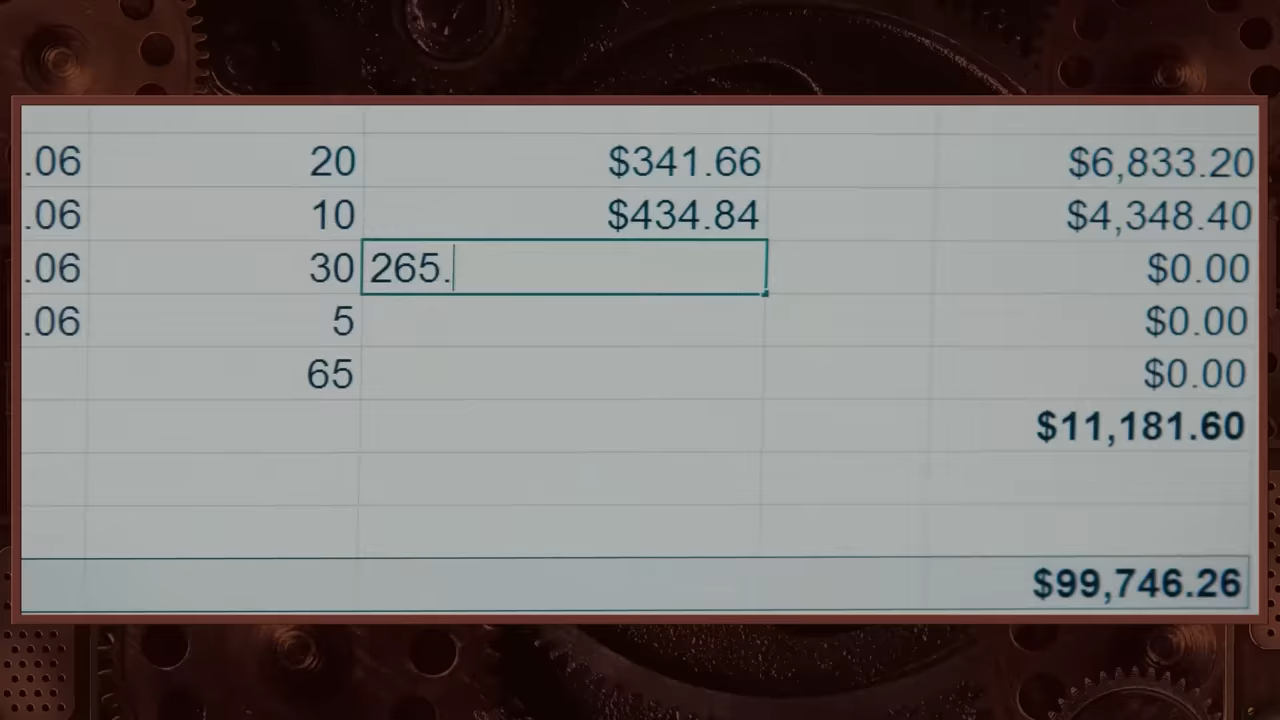 .06 20 $341.66 $6,833.20
.06 10 $434.84 $4,348.40
.06 30 265. $0.00
.06 5 $0.00
65 $0.00
$11,181.60
$99,746.26